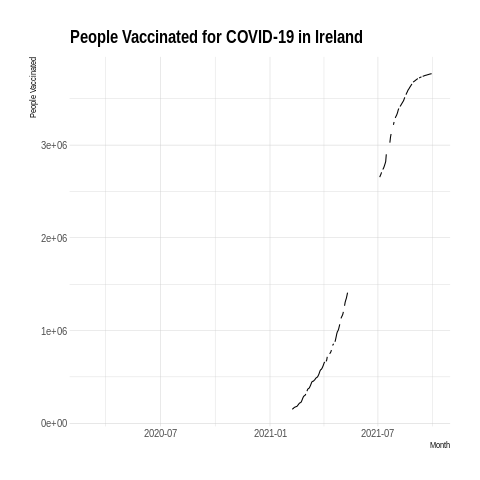 People Vaccinated for COVID-19 in Ireland
People Vaccinated
3e+06
2e+06
1e+06
0e+00
2020-07 2021-01 2021-07
Month